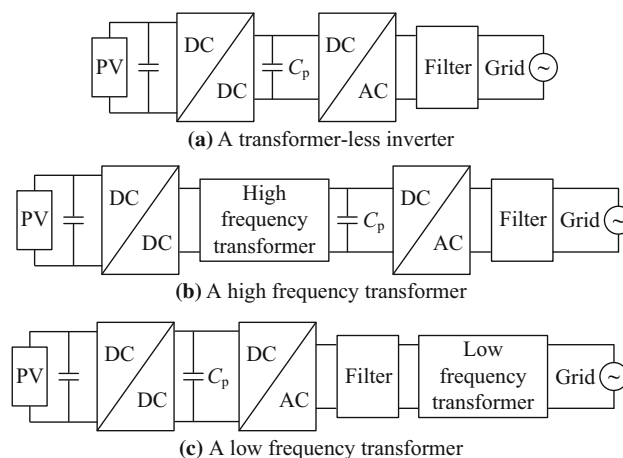 PV
DC
DC
Cp
DC
AC
Filter
Grid
~
(a) A transformer-less inverter
PV
DC
DC
High
frequency
transformer
Cp
DC
AC
Filter
Grid
~
(b) A high frequency transformer
PV
DC
DC
Cp
DC
AC
Filter
Low
frequency
transformer
Grid
~
(c) A low frequency transformer